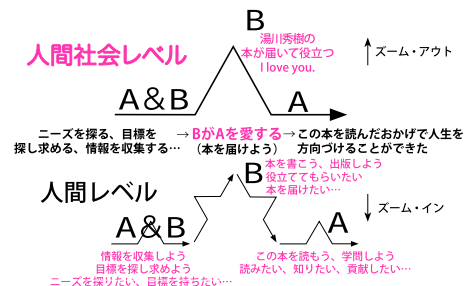 B
湯川秀樹の
本が届いて役立つ
I love you.
人間社会レベル
ズーム・アウト
A&B
A
ニーズを探る、目標を
探し求める、情報を収集する…
→BがAを愛する→
（本を届けよう）
この本を読んだおかげで人生を
方向づけることができた
人間レベル
B
本を書こう、出版しよう
役立ててもらいたい
本を届けたい…
ズーム・イン
A&B
A
情報を収集しよう
目標を探し求めよう
ニーズを探りたい、目標を持ちたい…
この本を読もう、学問しよう
読みたい、知りたい、貢献したい…